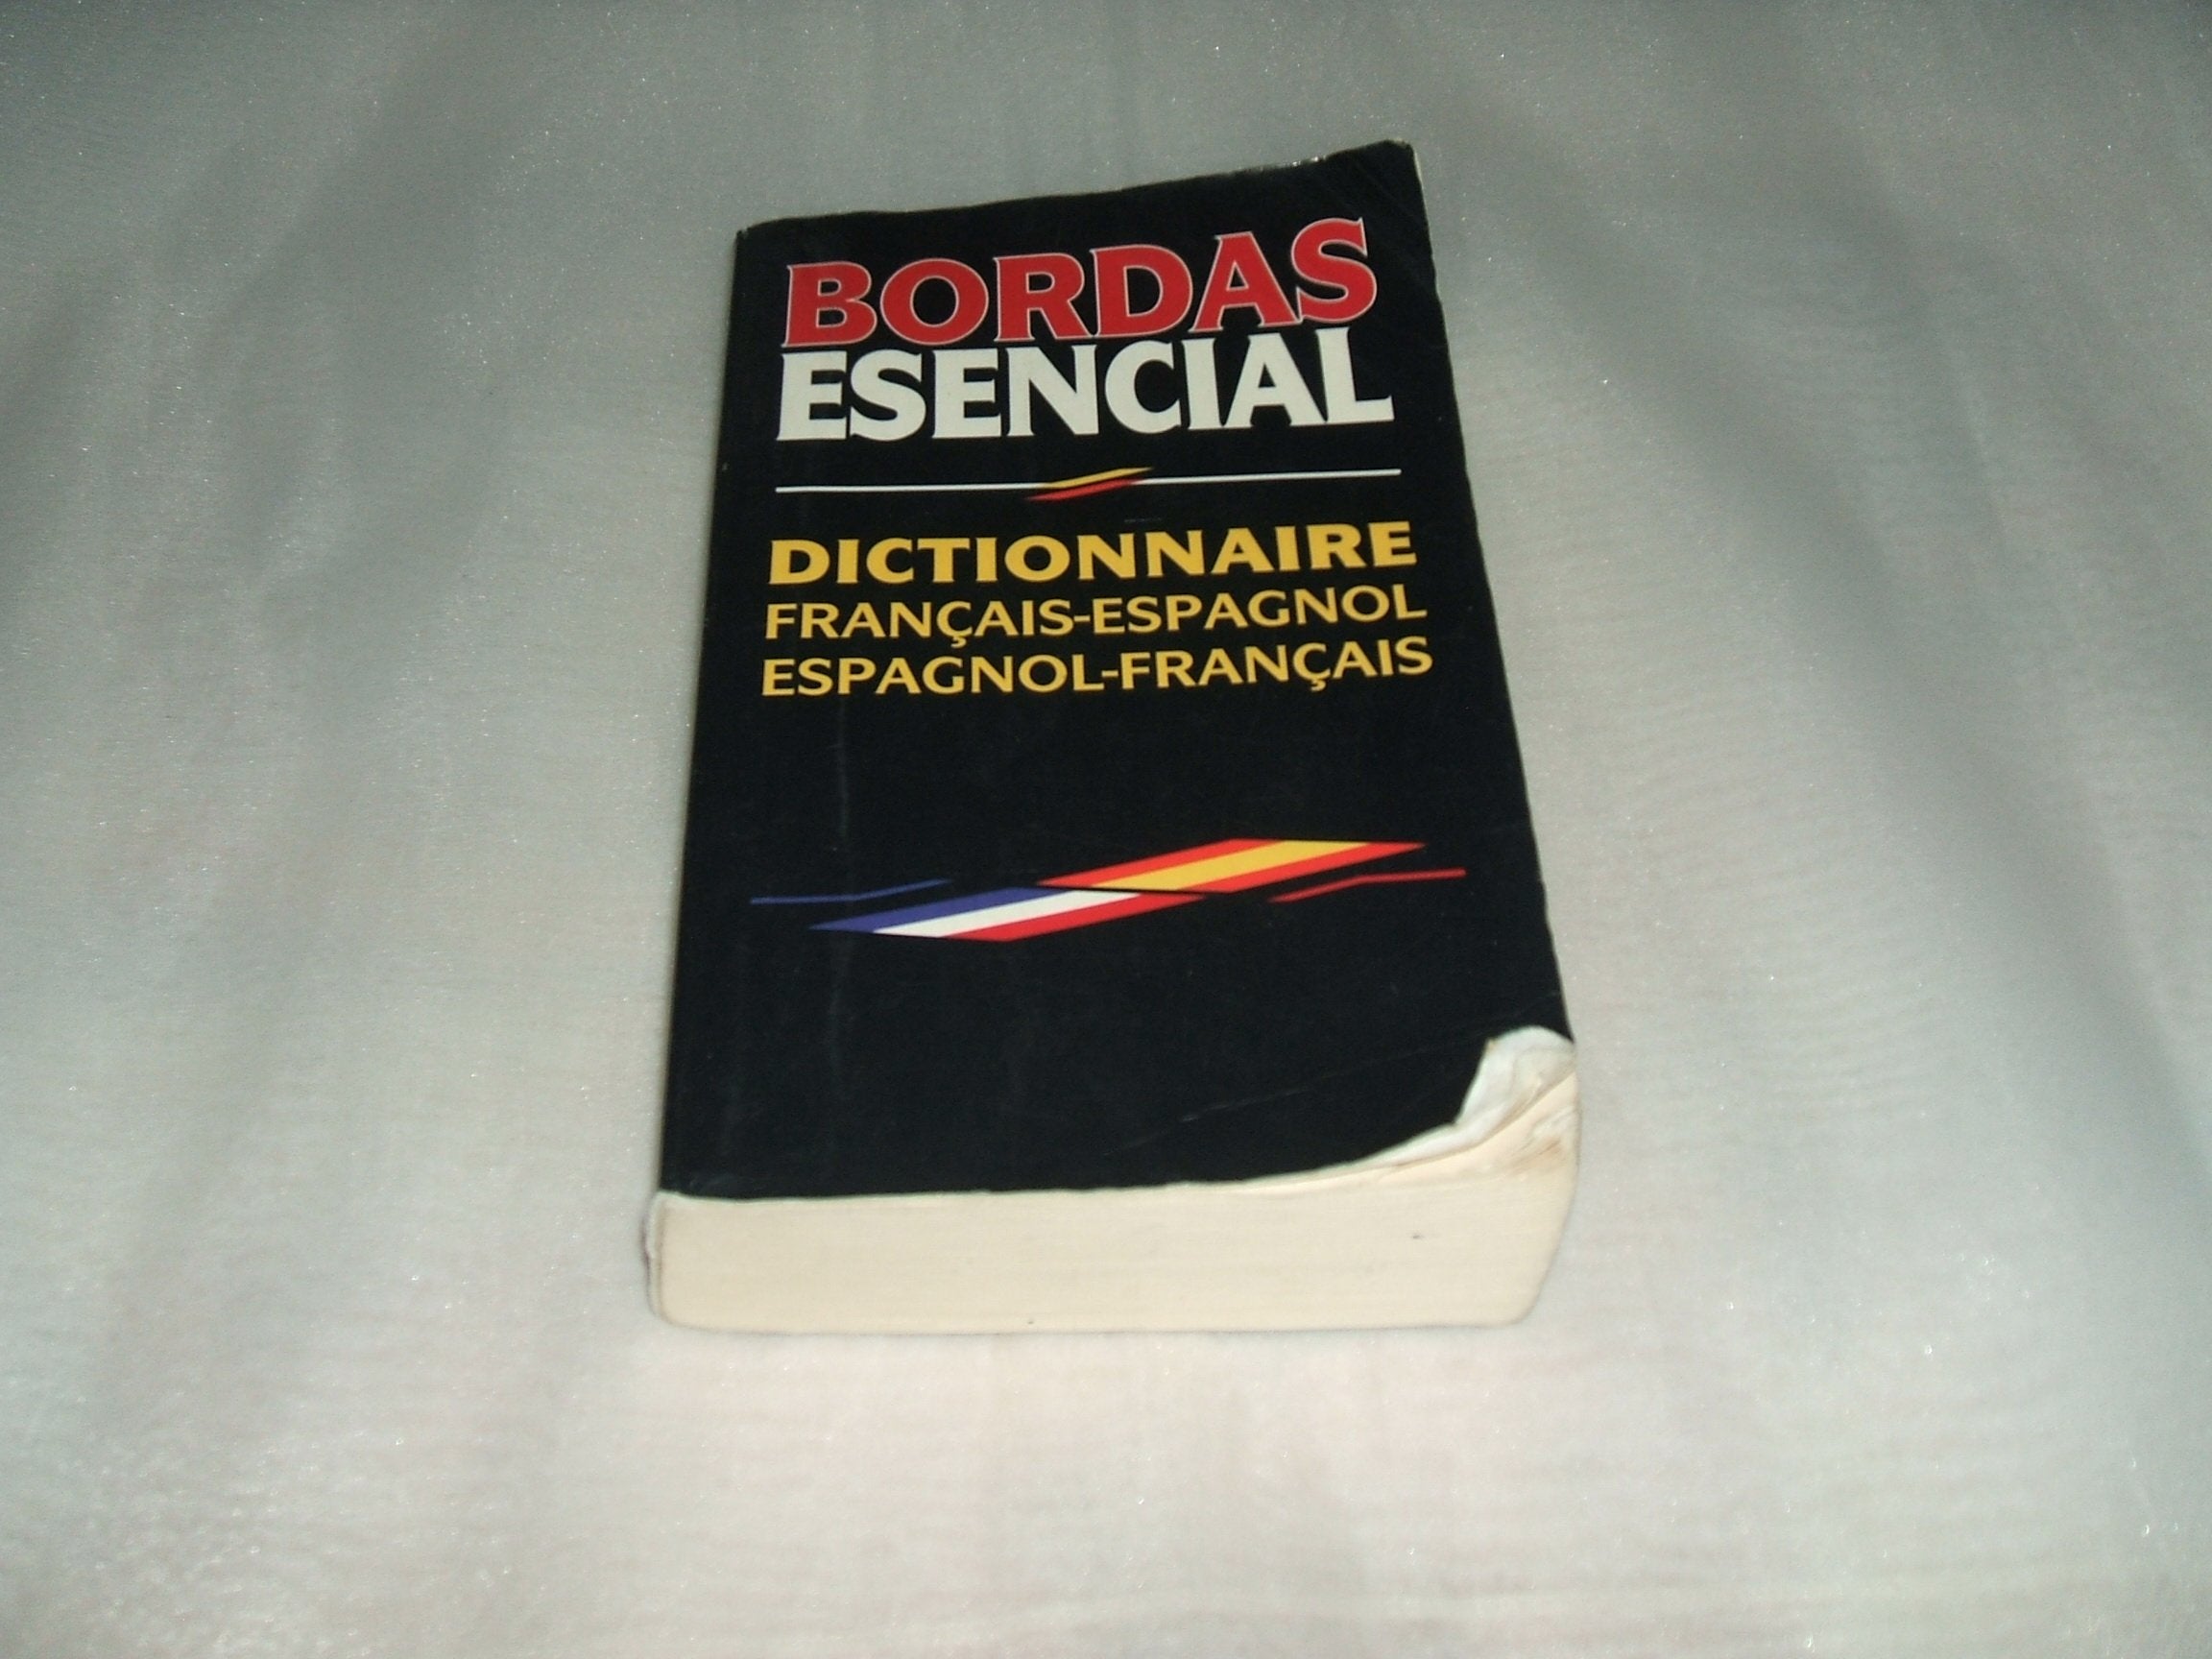 BORDAS
ESENCIAL
DICTIONNAIRE
FRANÇAIS-ESPAGNOL
ESPAGNOL-FRANÇAIS